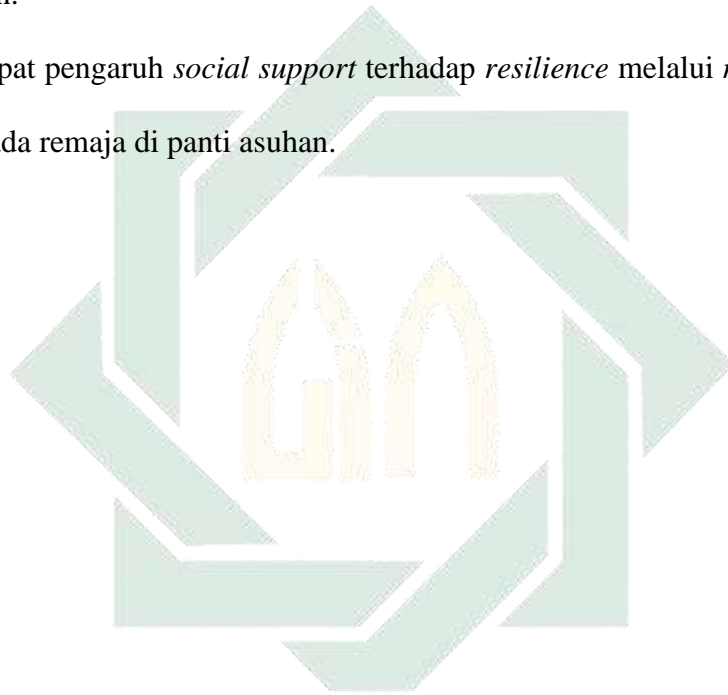 pat pengaruh social support terhadap resilience melalui
da remaja di panti asuhan.